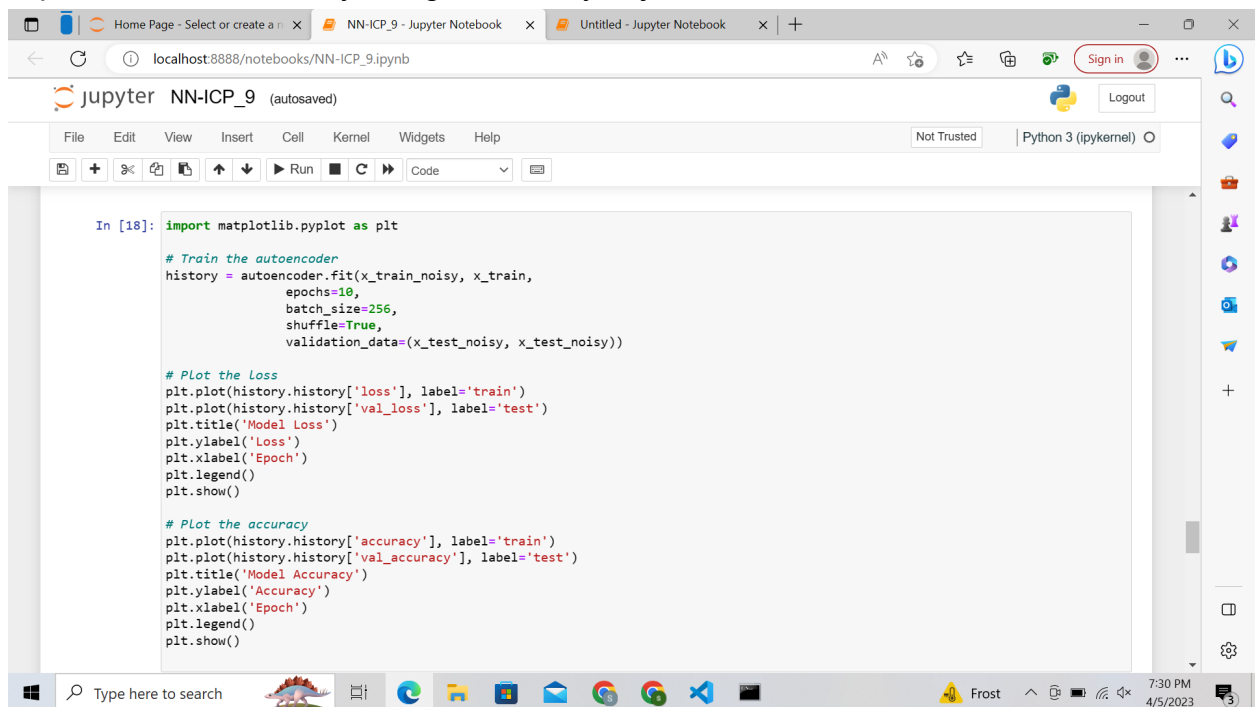 Home Page - Select or create a n
NN-ICP_9 - Jupyter Notebook
Untitled - Jupyter Notebook
localhost:8888/notebooks/NN-ICP_9.ipynb
Sign in
jupyter NN-ICP_9 (autosaved)
Logout
File Edit View Insert Cell Kernel Widgets Help
Not Trusted
Python 3 (ipykernel)
Run
Code
In [18]: import matplotlib.pyplot as plt
# Train the autoencoder
history = autoencoder.fit(x_train_noisy, x_train,
epochs=10,
batch_size=256,
shuffle=True,
validation_data=(x_test_noisy, x_test_noisy))
# Plot the loss
plt.plot(history.history['loss'], label='train')
plt.plot(history.history['val_loss'], label='test')
plt.title('Model Loss')
plt.ylabel('Loss')
plt.xlabel('Epoch')
plt.legend()
plt.show()
# Plot the accuracy
plt.plot(history.history['accuracy'], label='train')
plt.plot(history.history['val_accuracy'], label='test')
plt.title('Model Accuracy')
plt.ylabel('Accuracy')
plt.xlabel('Epoch')
plt.legend()
plt.show()
Type here to search
Frost
7:30 PM
4/5/2023